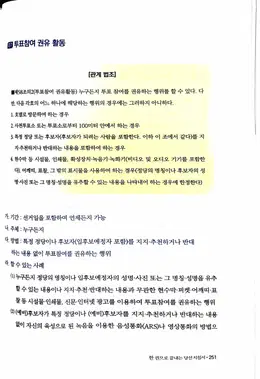 투표참여 권유 활동
[관계 법조]
투표참여 권유활동) 누구든지 투표 참여를 권유하는 행위를 할 수 있다. 다
만, 다음 각호의 어느 하나에 해당하는 행위의 경우에는 그러하지 아니하다.
1. 호별로 방문하여 하는 경우
2. 사전투표소 또는 투표소로부터 100미터 안에서 하는 경우
3. 특정 정당 또는 후보자(후보자가 되려는 사람을 포함한다. 이하 이 조에서 같다)를 지
지·추천하거나 반대하는 내용을 포함하여 하는 경우
4. 현수막 등 시설물, 인쇄물, 확성장치·녹음기·녹화기(비디오 및 오디오 기기를 포함한
다), 어깨띠, 표찰, 그 밖의 표시물을 사용하여 하는 경우(정당의 명칭이나 후보자의 성
명·사진 또는 그 명칭·성명을 유추할 수 있는 내용을 나타내어 하는 경우에 한정한다)
기간 : 선거일을 포함하여 언제든지 가능
주체 : 누구든지
방법 : 특정 정당이나 후보자(입후보예정자 포함)를 지지·추천하거나 반대
하는 내용 없이 투표참여를 권유하는 행위
할 수 있는 사례
누구든지 정당의 명칭이나 입후보예정자의 성명·사진 또는 그 명칭·성명을 유추
할 수 있는 내용이나 지지·추천·반대하는 내용과 무관한 현수막·피켓·어깨띠·표
찰 등 시설물·인쇄물, 신문·인터넷 광고를 이용하여 투표참여를 권유하는 행위
(예비)후보자가 특정 정당이나 (예비)후보자를 지지·추천하거나 반대하는 내용
없이 자신의 육성으로 된 녹음을 이용한 음성통화(ARS)나 영상통화의 방법으
한 권으로 끝내는 당선지침서 - 251